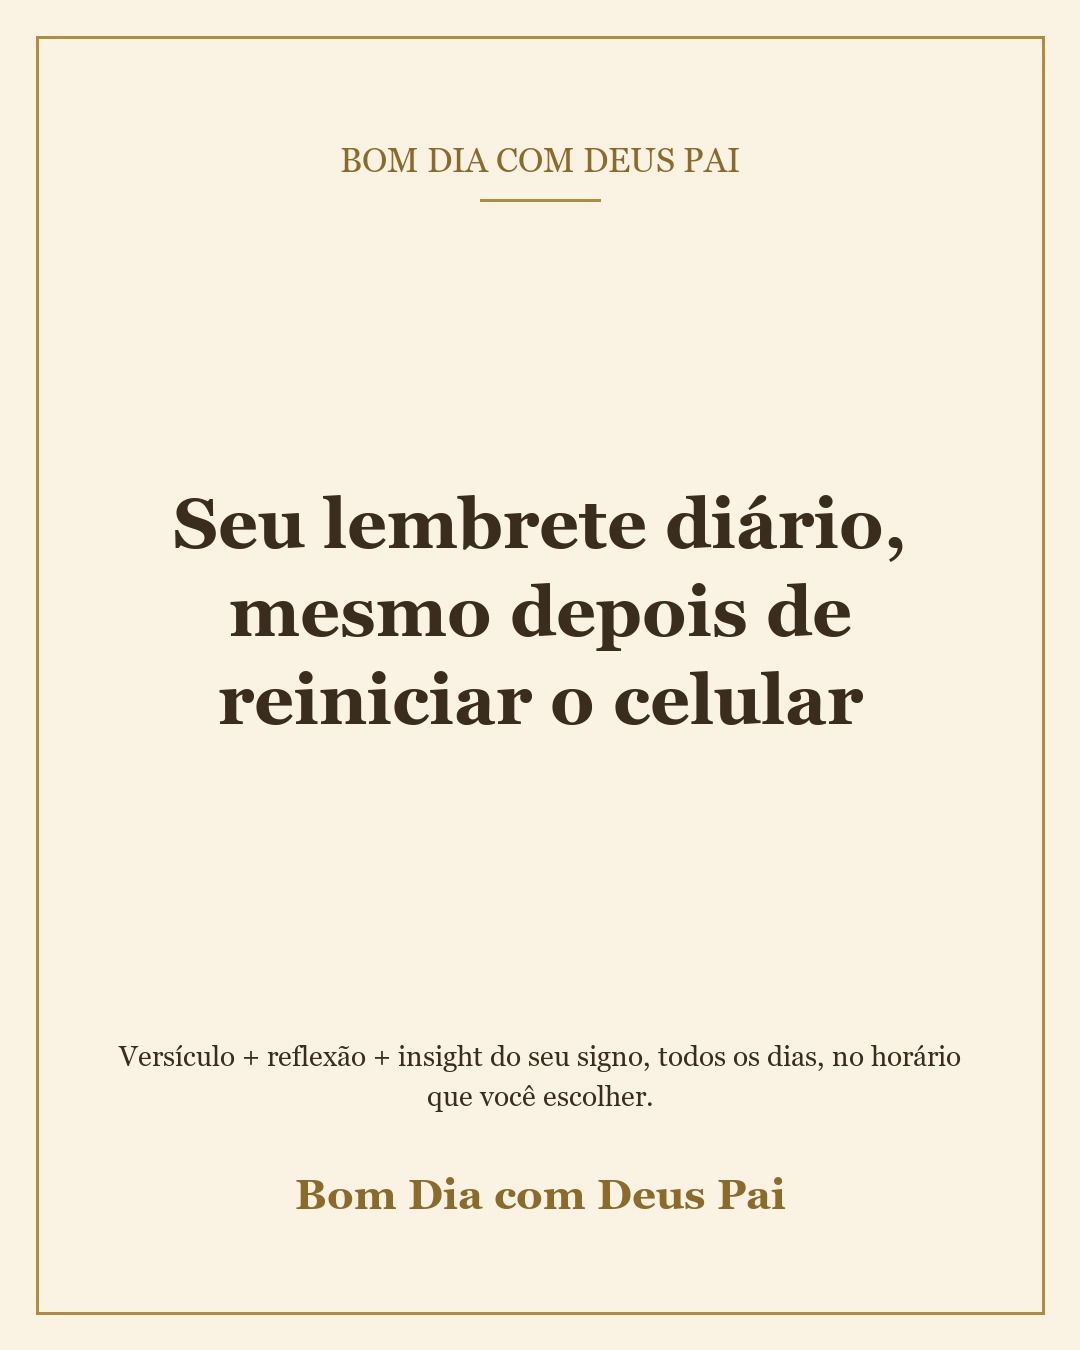 BOM DIA COM DEUS PAI
Seu lembrete diário,
mesmo depois de
reiniciar o celular
Versículo + reflexão + insight do seu signo, todos os dias, no horário
que você escolher.
Bom Dia com Deus Pai